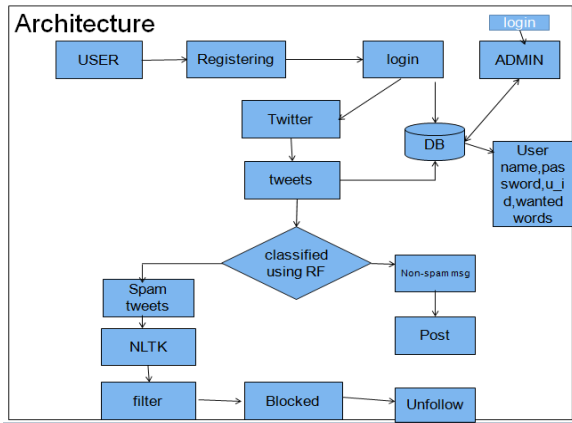 Architecture
login
USER
Registering
login
ADMIN
Twitter
DB
User
name,pas
sword,u_i
d,wanted
words
tweets
classified
using RF
Non-spam msg
Spam
tweets
Post
NLTK
filter
Blocked
Unfollow